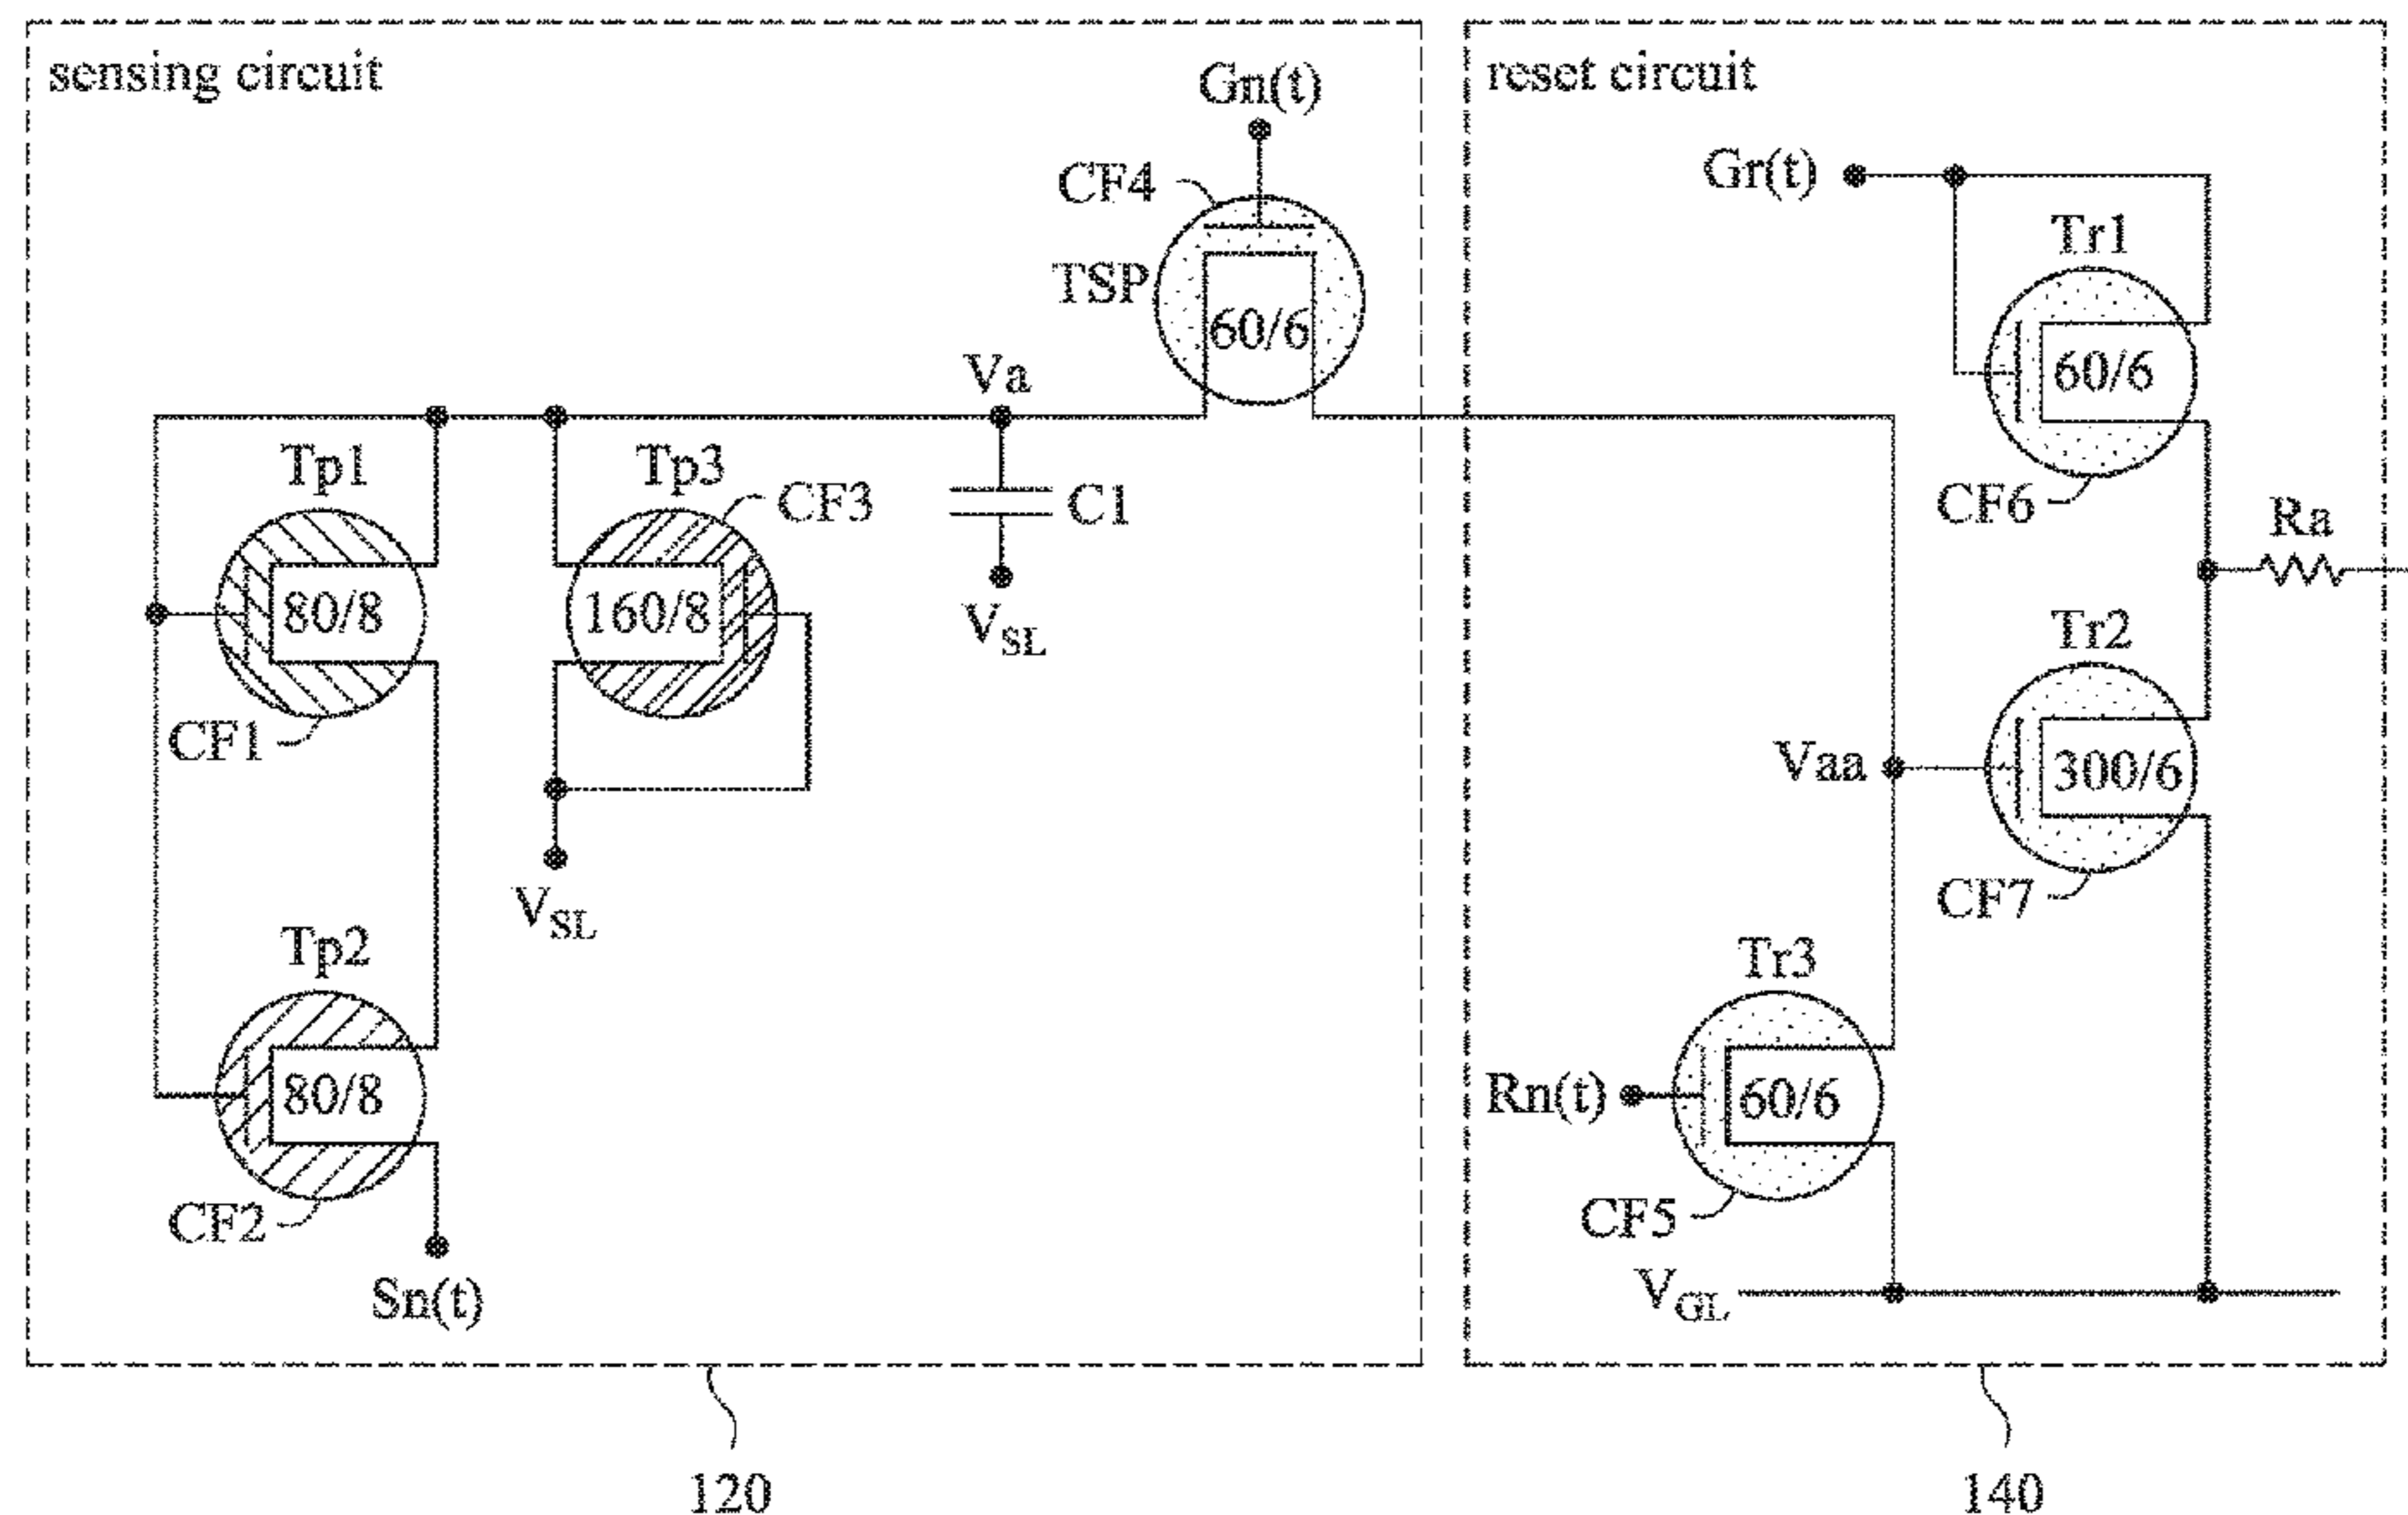 sensing circuit
Gn(t)
CF4
TSP
60/6
Va
Tp1
80/8
CF1
Tp3
CF3
160/8
C1
VSL
VSL
Tp2
80/8
CF2
Sn(t)
120
reset circuit
Gr(t)
Tr1
60/6
CF6
Ra
Tr2
Vaa
300/6
CF7
Tr3
Rn(t)
60/6
CF5
VGL
140